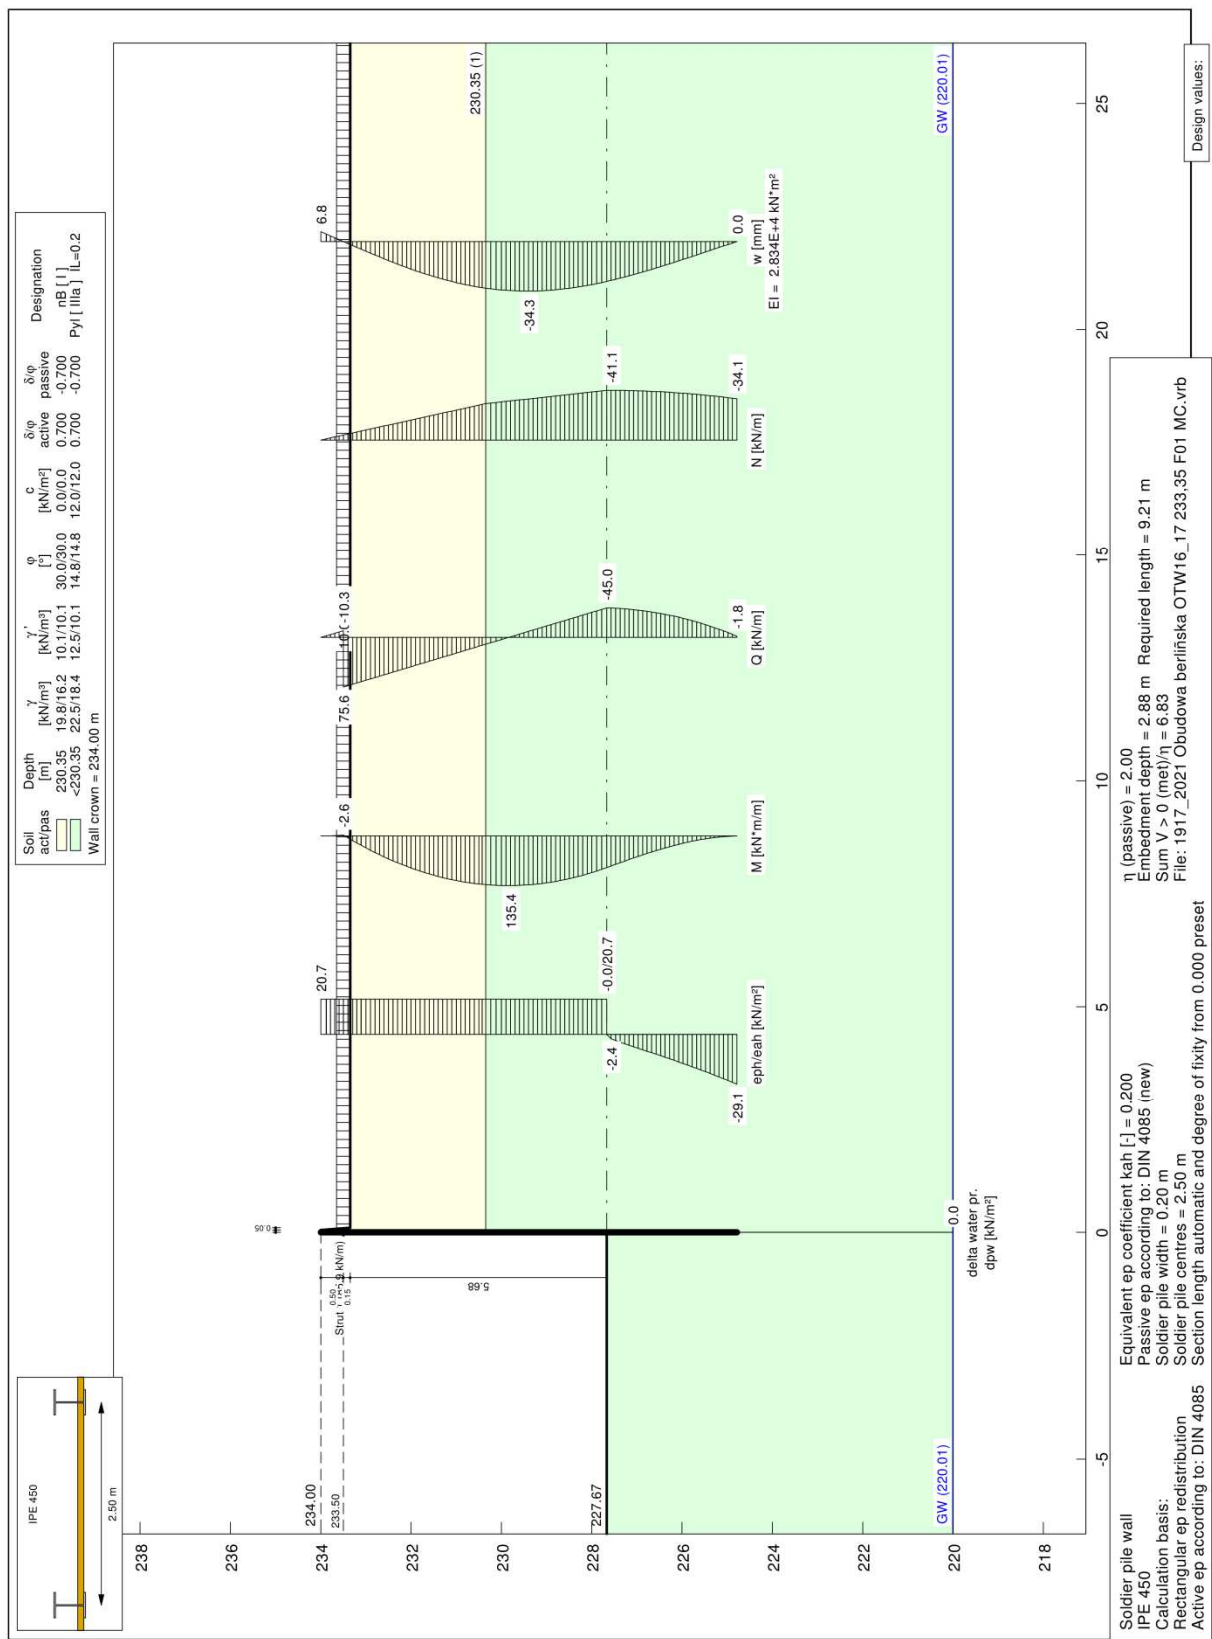 IPE 450
2.50 m
Soil
act/pas
Depth
[m]
γ
[kN/m³]
γ'
[kN/m³]
φ
[°]
c
[kN/m²]
δ/φ
active
δ/φ
passive
Designation
230.35 19.8/16.2 10.1/10.1 30.0/30.0 0.0/0.0 0.700 -0.700 nB [ I ]
<230.35 22.5/18.4 12.5/10.1 14.8/14.8 12.0/12.0 0.700 -0.700 Pyl [ IIIa ] IL=0.2
Wall crown = 234.00 m
238
236
234
232
230
228
226
224
222
220
218
-5
0
5
10
15
20
25
234.00
233.50
227.67
GW (220.01)
0.05
0.50
0.15
5.68
delta water pr.
dpw [kN/m²]
0.0
20.7
-0.0/20.7
-2.4
-29.1
eph/eah [kN/m²]
-2.6
135.4
M [kN*m/m]
75.6
-10.3
-45.0
-1.8
Q [kN/m]
-41.1
-34.1
N [kN/m]
6.8
-34.3
0.0
w [mm]
EI = 2.834E+4 kN*m²
230.35 (1)
GW (220.01)
Soldier pile wall
IPE 450
Calculation basis:
Rectangular ep redistribution
Active ep according to: DIN 4085
Equivalent ep coefficient kah [-] = 0.200
Passive ep according to: DIN 4085 (new)
Soldier pile width = 0.20 m
Soldier pile centres = 2.50 m
Section length automatic and degree of fixity from 0.000 preset
η (passive) = 2.00
Embedment depth = 2.88 m Required length = 9.21 m
Sum V > 0 (met)/η = 6.83
File: 1917_2021 Obudowa berlińska OTW16_17 233,35 F01 MC.vrb
Design values: